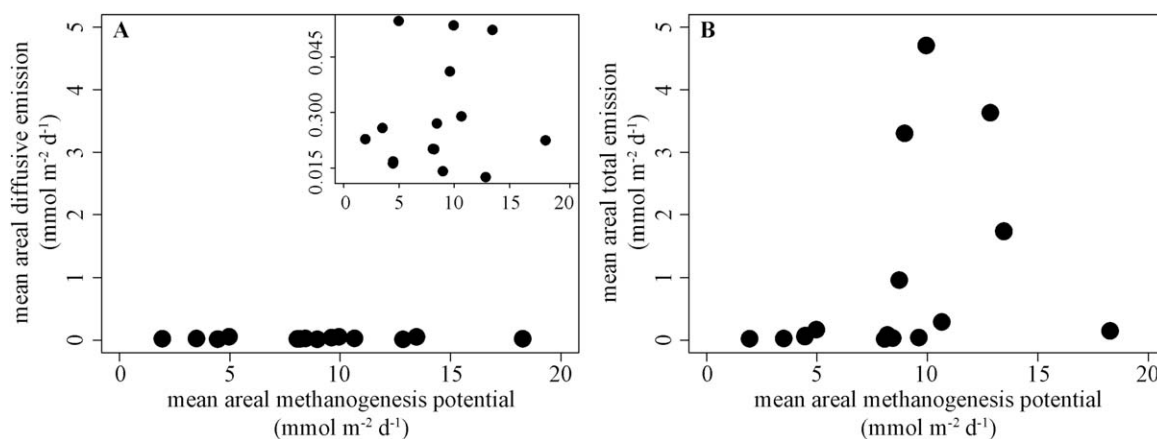 A
mean areal diffusive emission
(mmol m⁻² d⁻¹)
5
4
3
2
1
0
0.045
0.300
0.015
0 5 10 15 20
0 5 10 15 20
mean areal methanogenesis potential
(mmol m⁻² d⁻¹)
B
mean areal total emission
(mmol m⁻² d⁻¹)
5
4
3
2
1
0
0 5 10 15 20
mean areal methanogenesis potential
(mmol m⁻² d⁻¹)